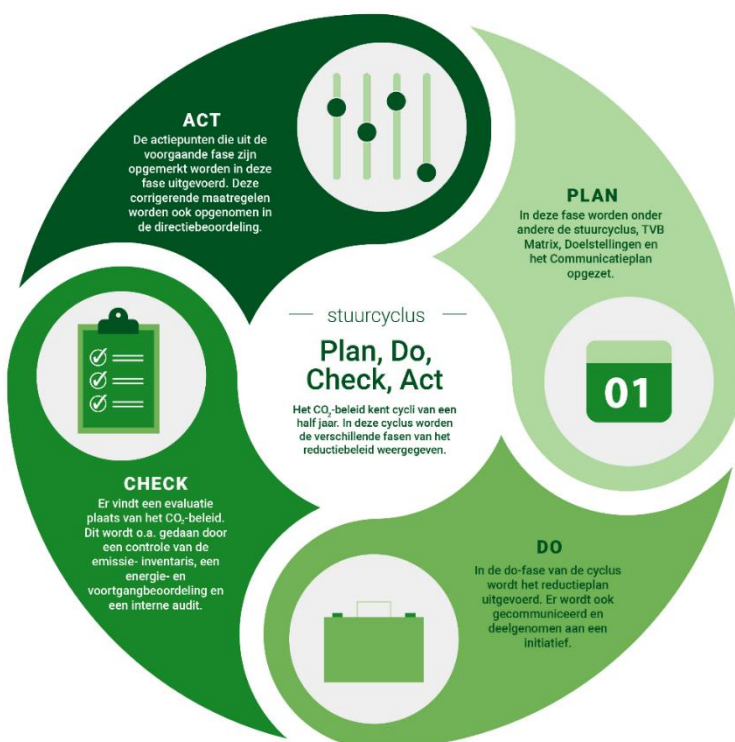 stuurcyclus
Plan, Do,
Check, Act
Het CO₂-beleid kent cycli van een
half jaar. In deze cyclus worden
de verschillende fasen van het
reductiebeleid weergegeven.
PLAN
In deze fase worden onder
andere de stuurcyclus, TVB
Matrix, Doelstellingen en
het Communicatieplan
opgezet.
01
DO
In de do-fase van de cyclus
wordt het reductieplan
uitgevoerd. Er wordt ook
gecommuniceerd en
deelgenomen aan een
initiatief.
CHECK
Er vindt een evaluatie
plaats van het CO₂-beleid.
Dit wordt o.a. gedaan door
een controle van de
emissie- inventaris, een
energie- en
voortgangbeoordeling en
een interne audit.
ACT
De actiepunten die uit de
voorgaande fase zijn
opgemerkt worden in deze
fase uitgevoerd. Deze
corrigerende maatregelen
worden ook opgenomen in
de directiebeoordeling.